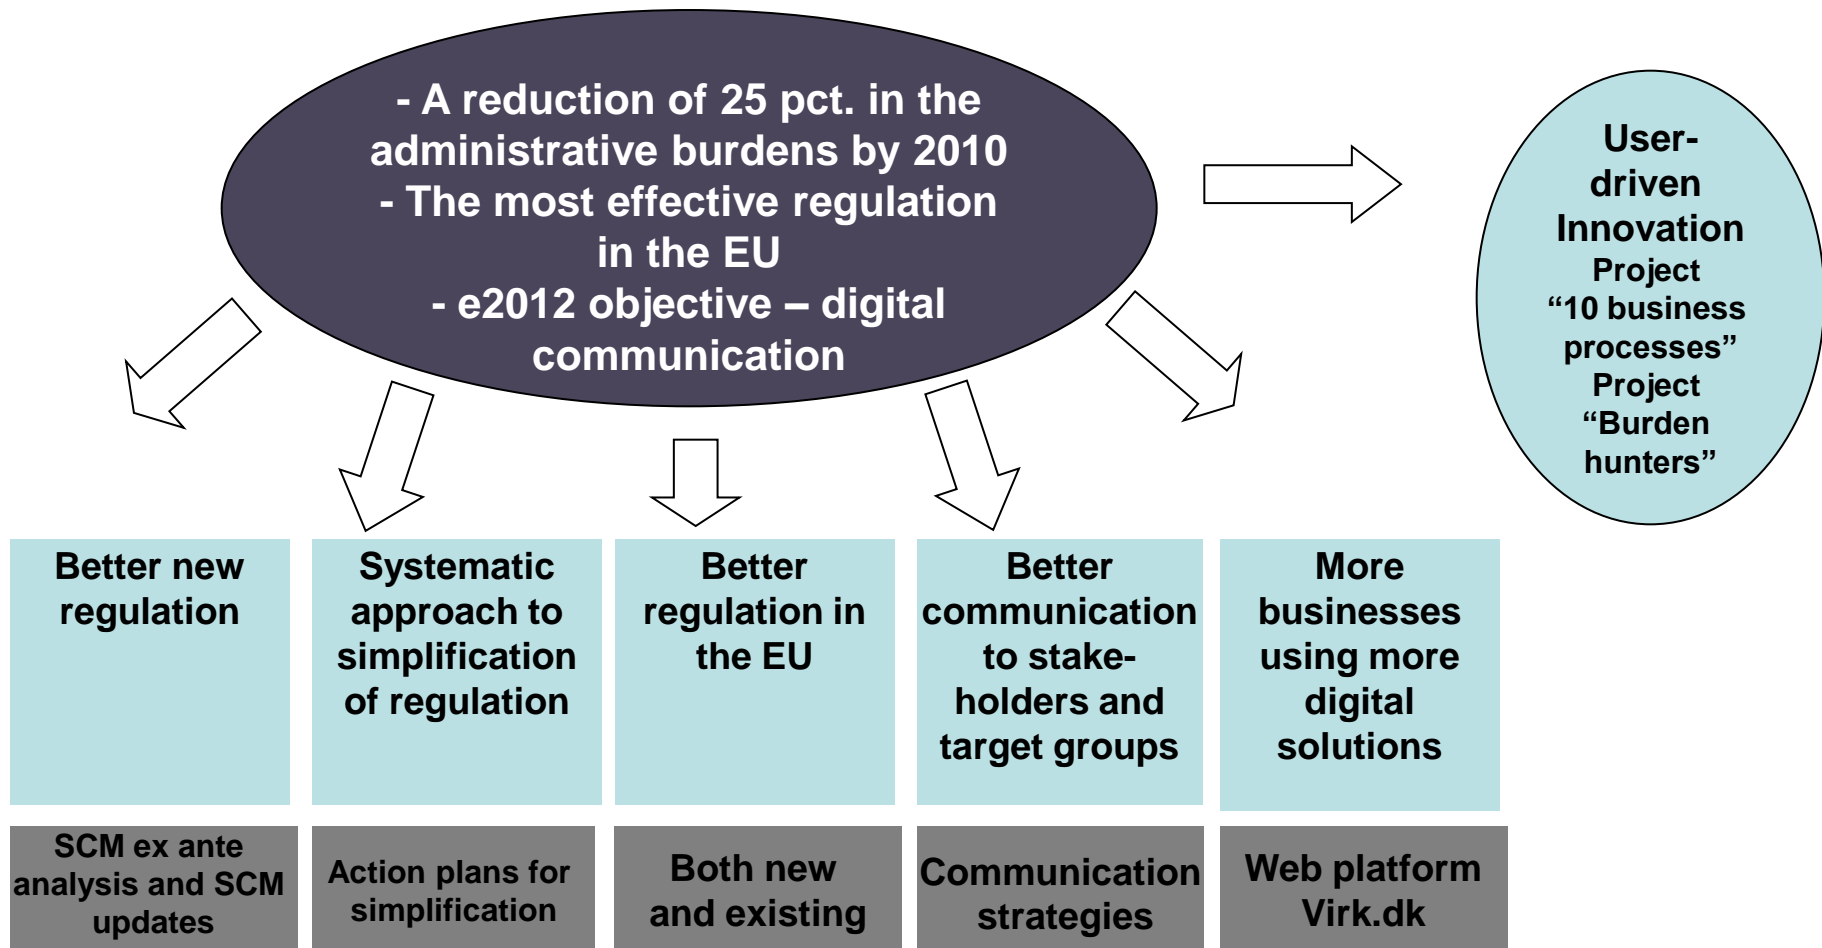 - A reduction of 25 pct. in the
administrative burdens by 2010
- The most effective regulation
in the EU
- e2012 objective – digital
communication
User-
driven
Innovation
Project
“10 business
processes”
Project
“Burden
hunters”
Better new
regulation
Systematic
approach to
simplification
of regulation
Better
regulation in
the EU
Better
communication
to stake-
holders and
target groups
More
businesses
using more
digital
solutions
SCM ex ante
analysis and SCM
updates
Action plans for
simplification
Both new
and existing
Communication
strategies
Web platform
Virk.dk